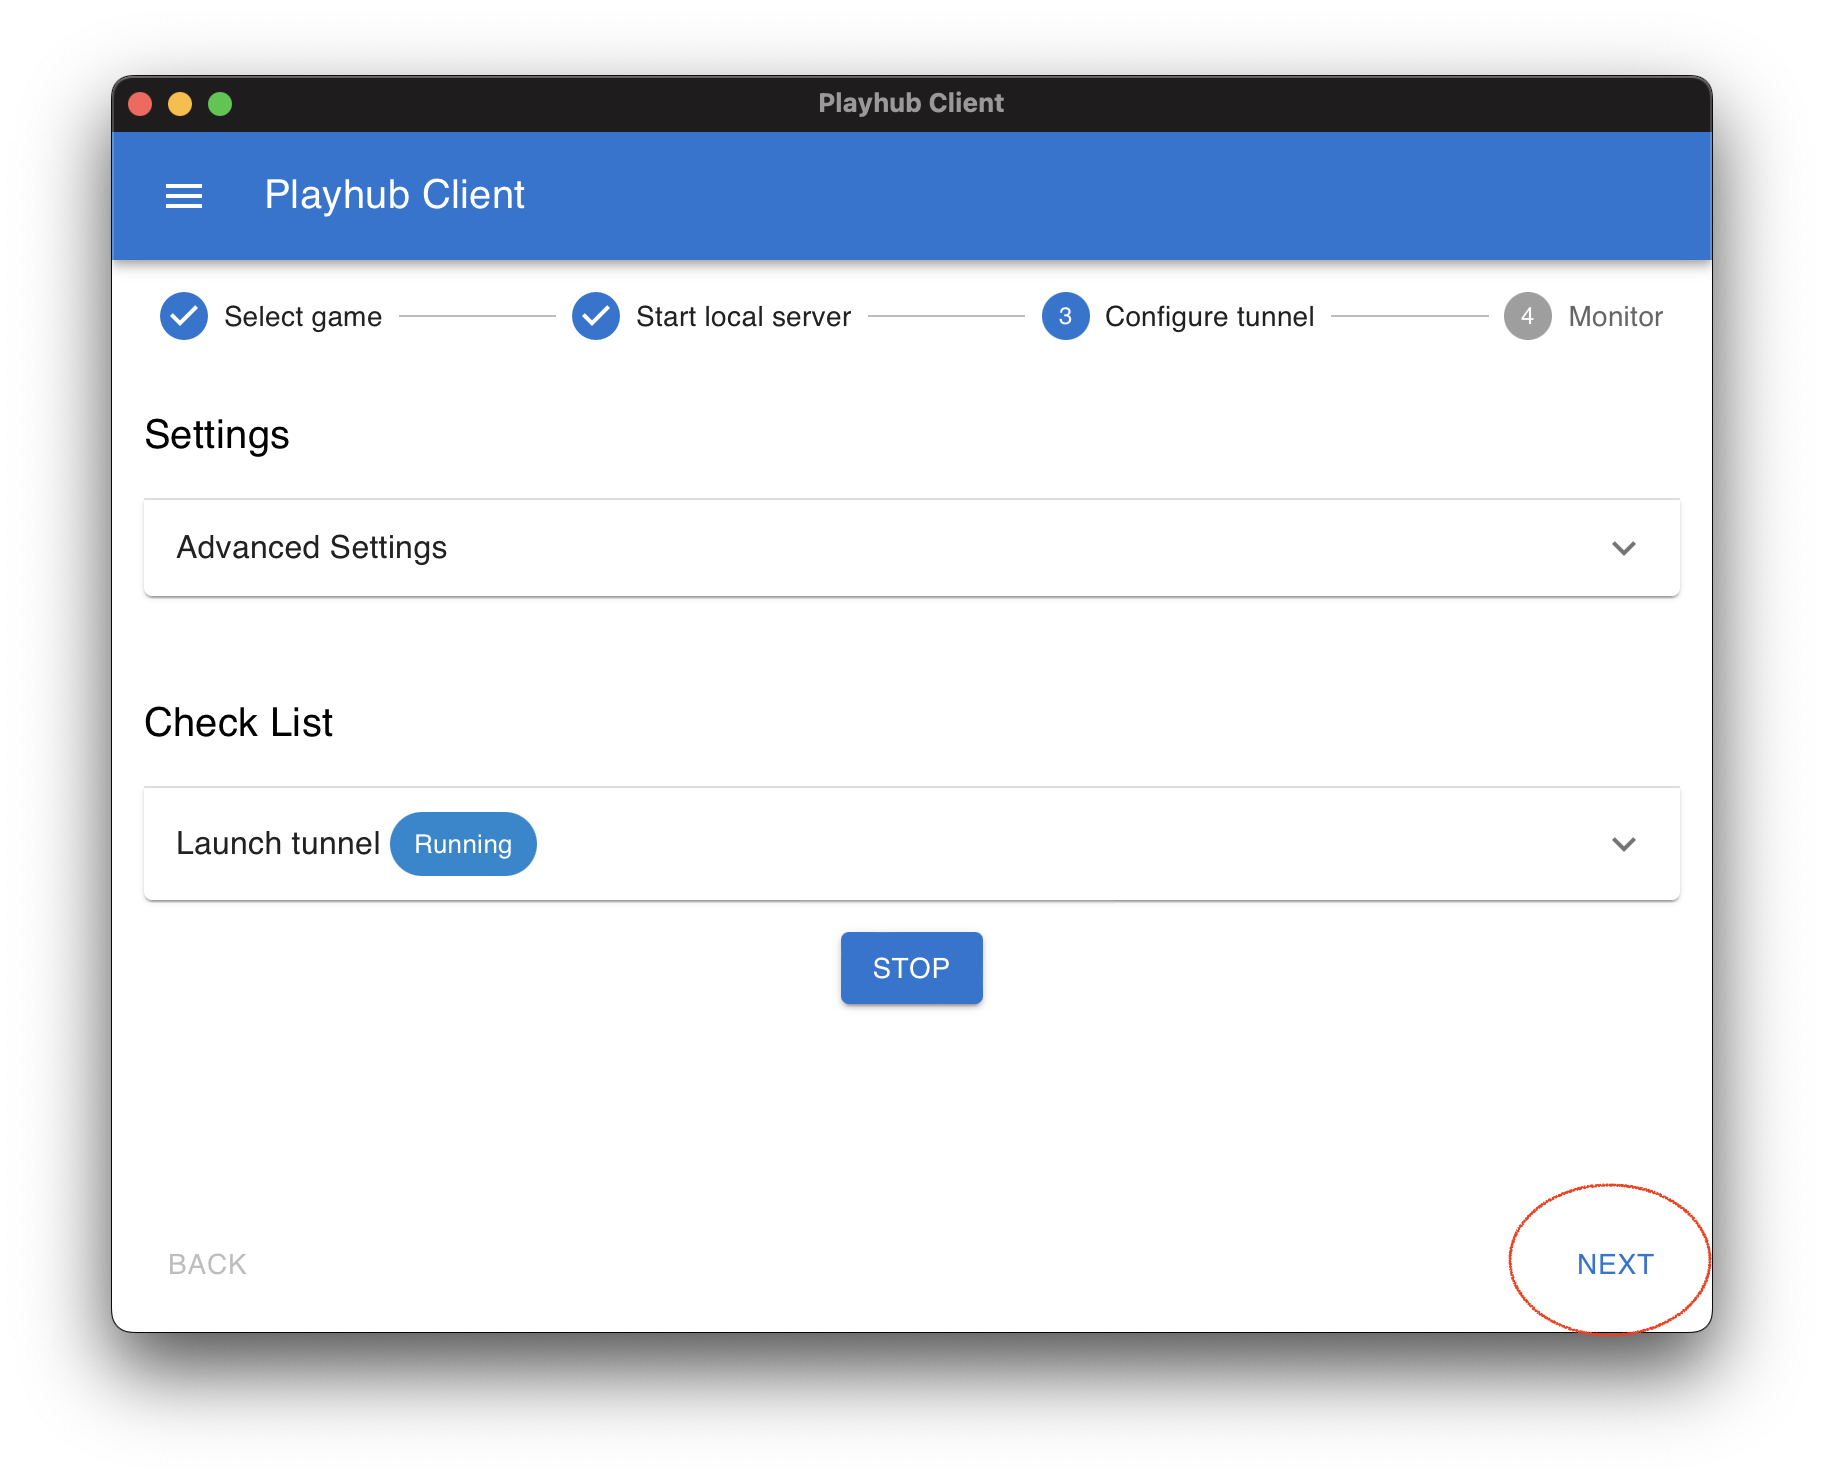 Playhub Client
Playhub Client
Select game
Start local server
3 Configure tunnel
4 Monitor
Settings
Advanced Settings
Check List
Launch tunnel Running
STOP
BACK
NEXT